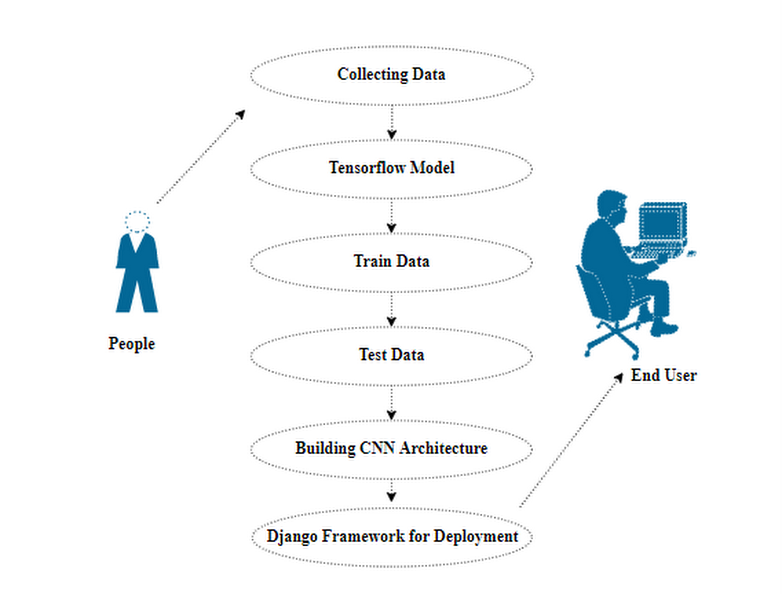 Collecting Data
Tensorflow Model
Train Data
Test Data
Building CNN Architecture
Django Framework for Deployment
People
End User